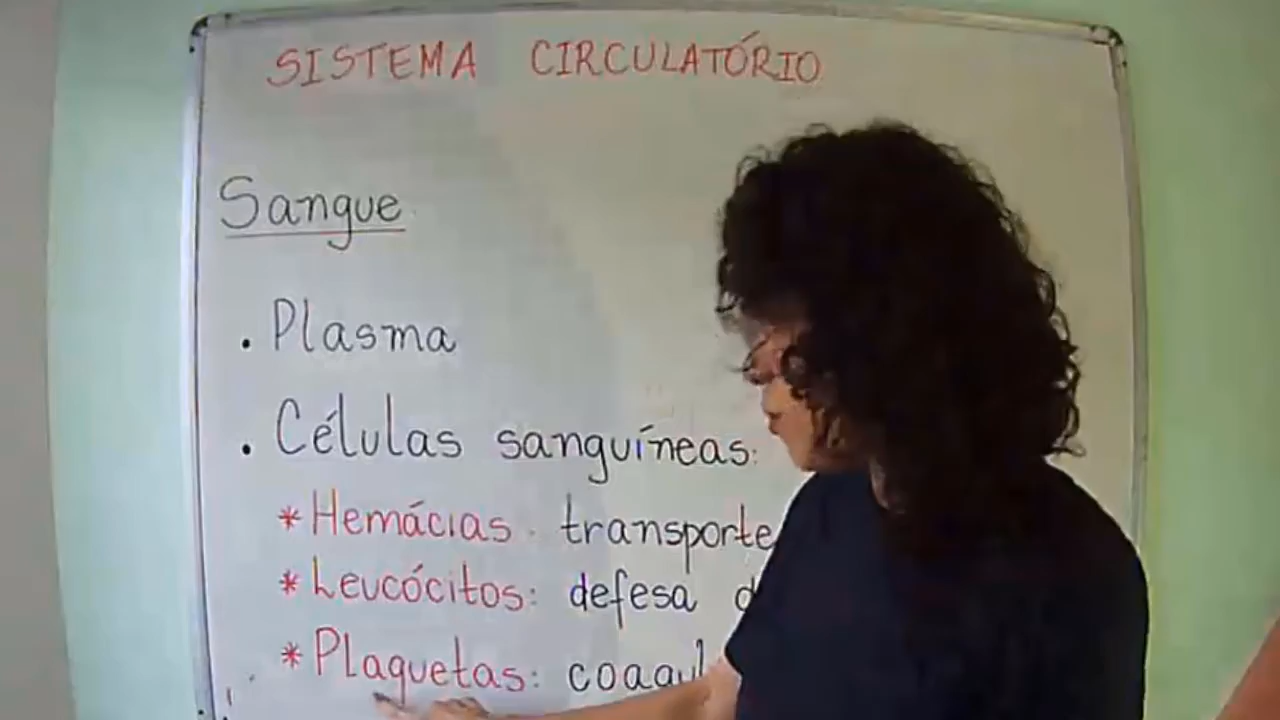 SISTEMA CIRCULATÓRIO
Sangue
. Plasma
. Células sanguíneas:
* Hemácias. transporte
* Leucócitos: defesa
* Plaquetas: